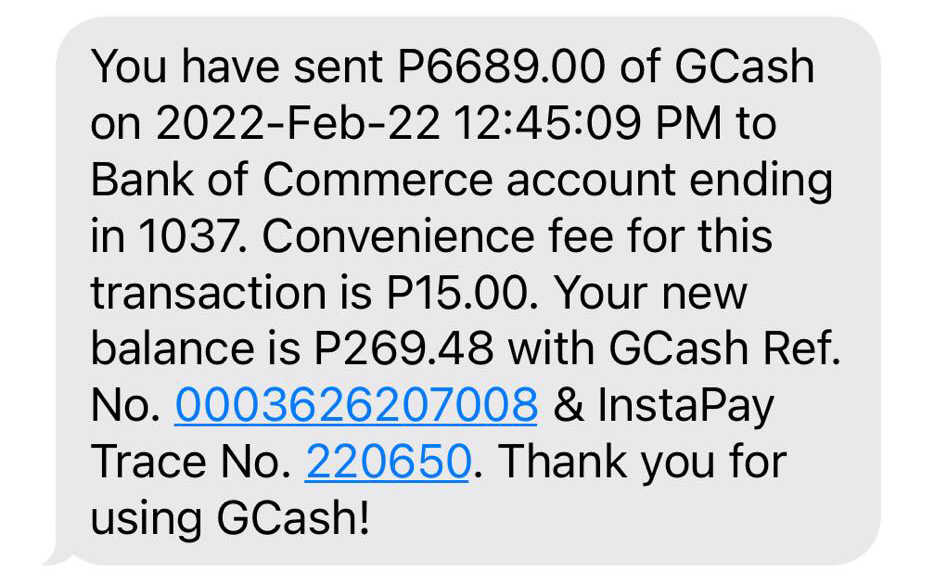 You have sent P6689.00 of GCash
on 2022-Feb-22 12:45:09 PM to
Bank of Commerce account ending
in 1037. Convenience fee for this
transaction is P15.00. Your new
balance is P269.48 with GCash Ref.
No. 0003626207008 & InstaPay
Trace No. 220650. Thank you for
using GCash!